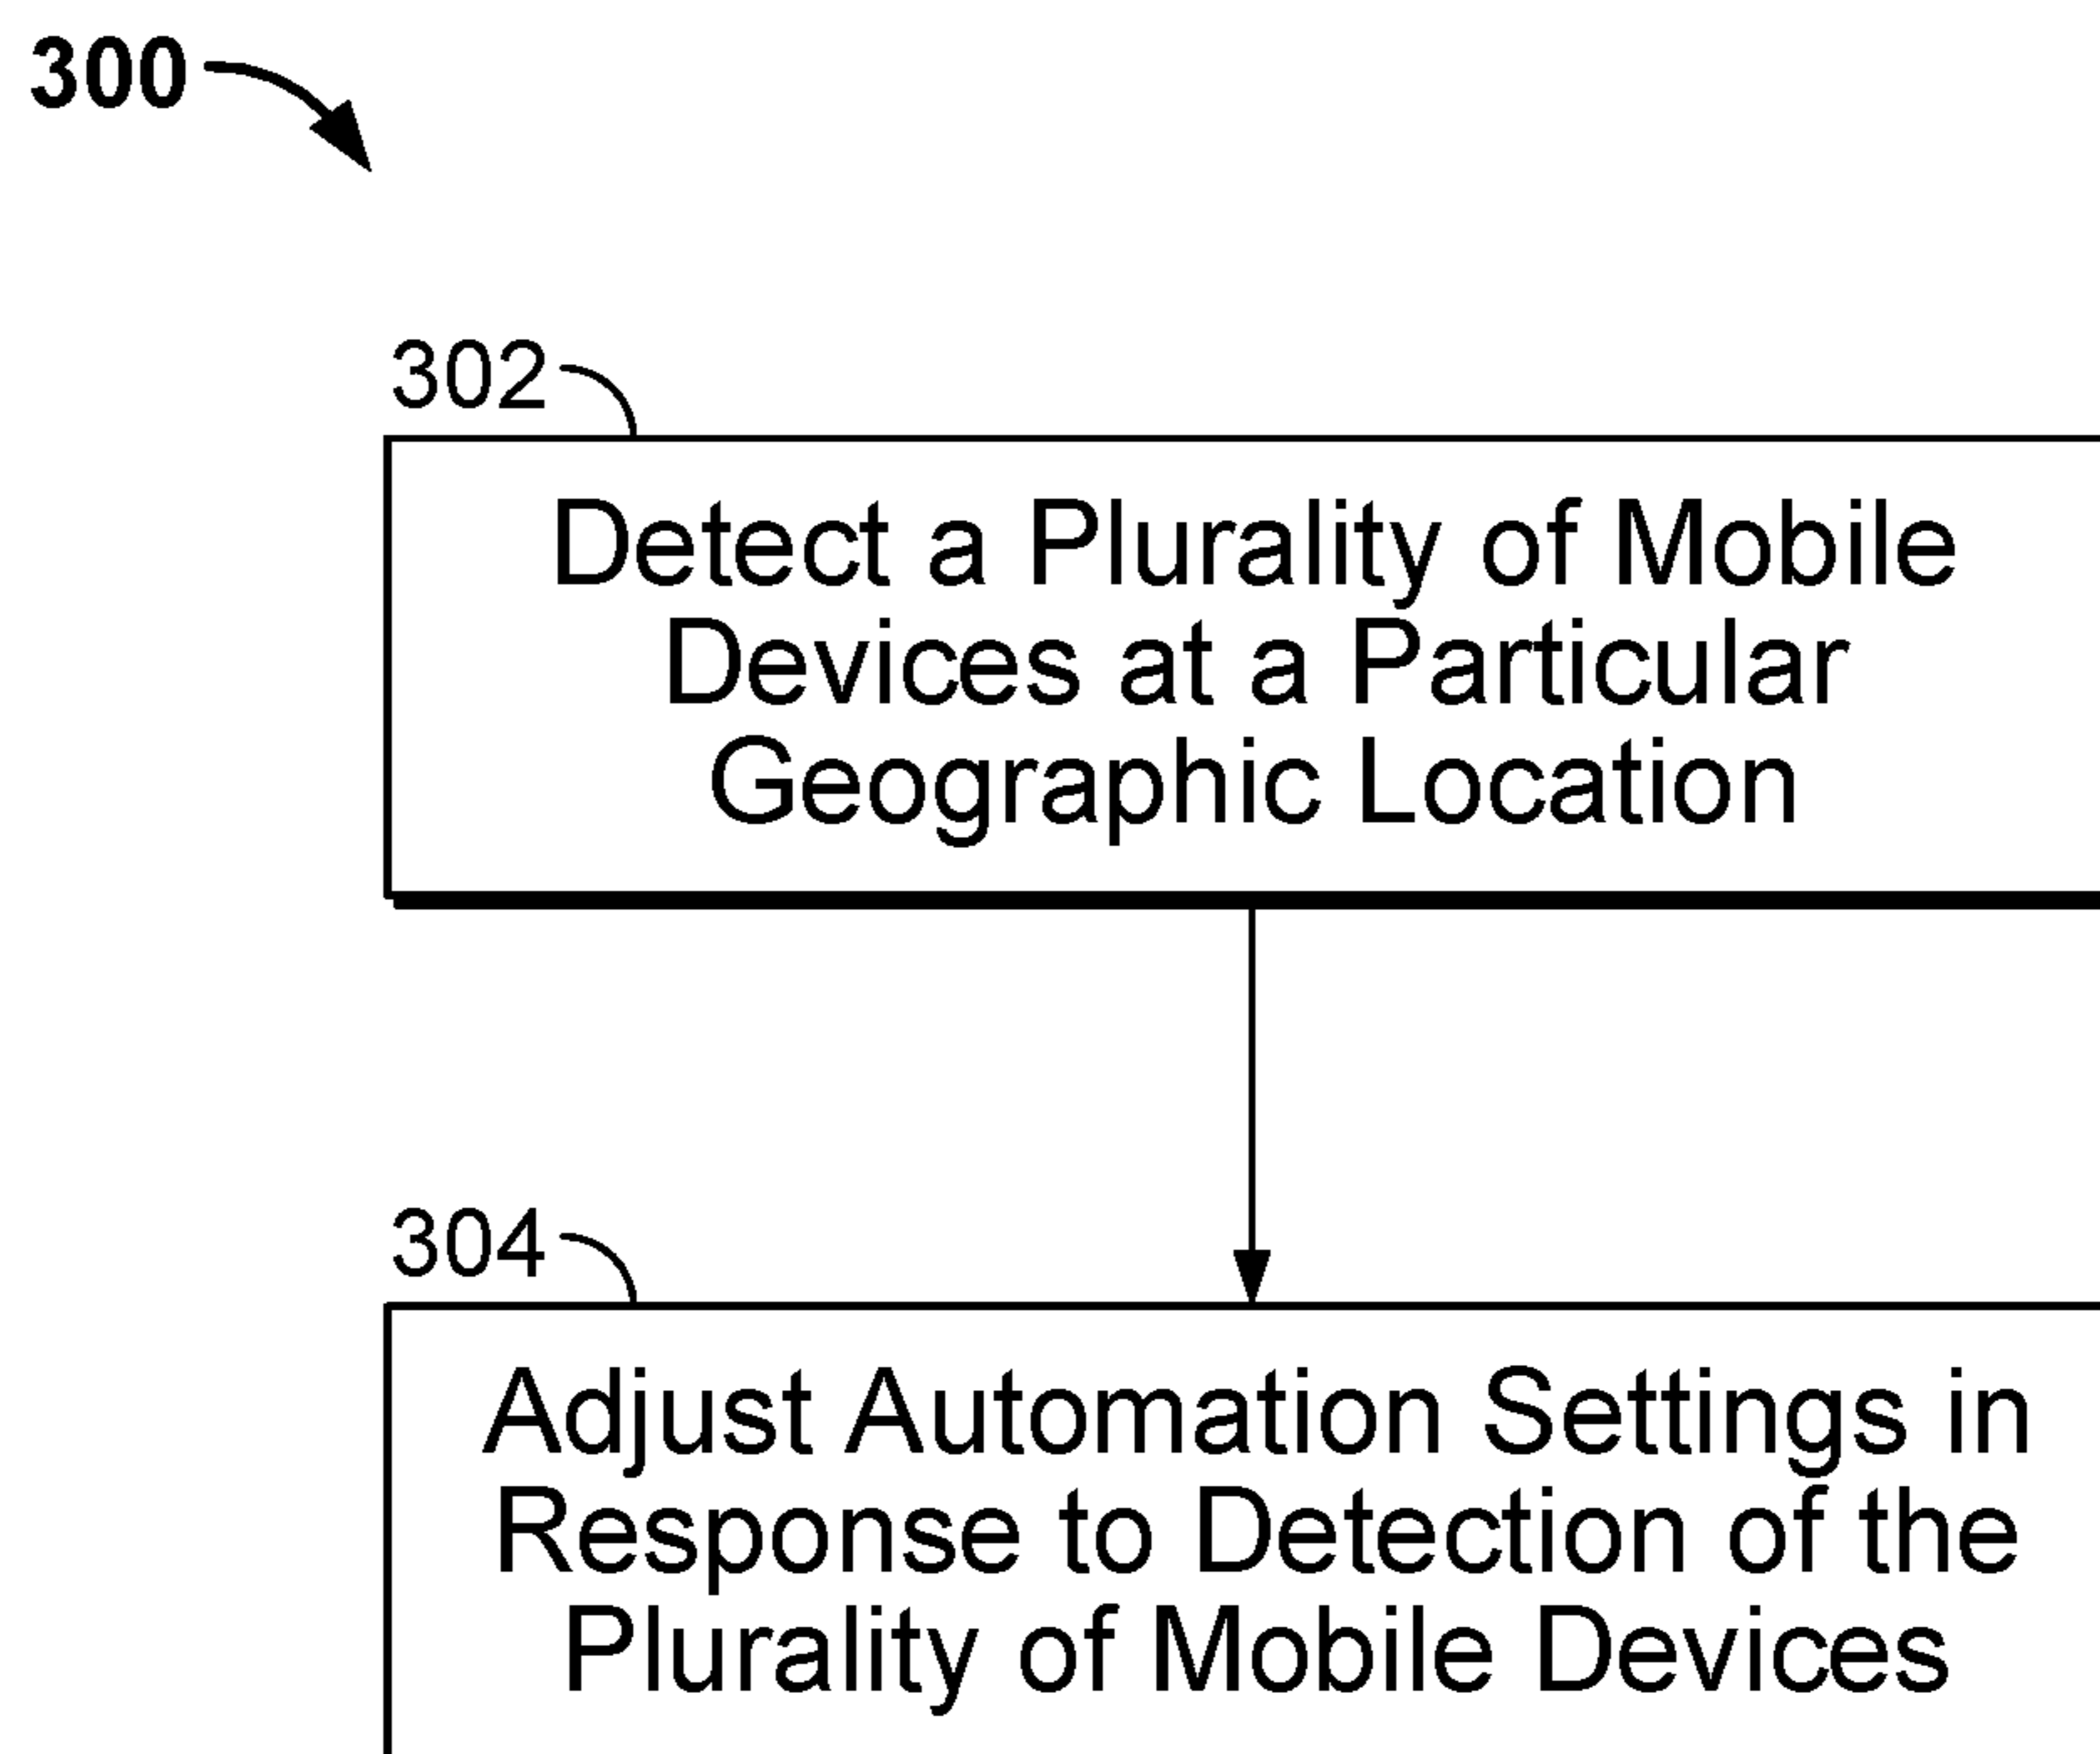 300
302
Detect a Plurality of Mobile
Devices at a Particular
Geographic Location
304
Adjust Automation Settings in
Response to Detection of the
Plurality of Mobile Devices